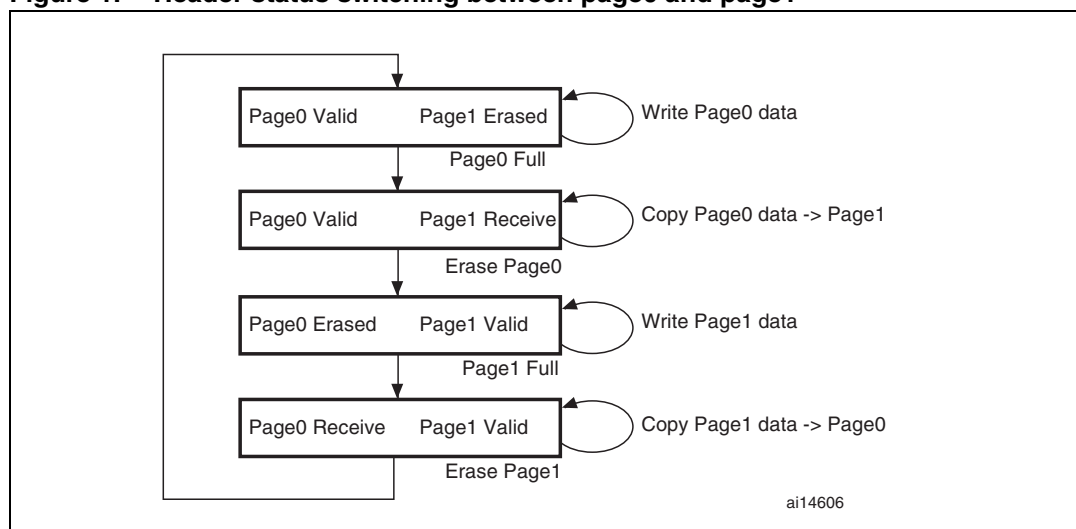 Figure 1. Header status switching between page0 and page1
Page0 Valid Page1 Erased
Write Page0 data
Page0 Full
Page0 Valid Page1 Receive
Copy Page0 data -> Page1
Erase Page0
Page0 Erased Page1 Valid
Write Page1 data
Page1 Full
Page0 Receive Page1 Valid
Copy Page1 data -> Page0
Erase Page1
ai14606